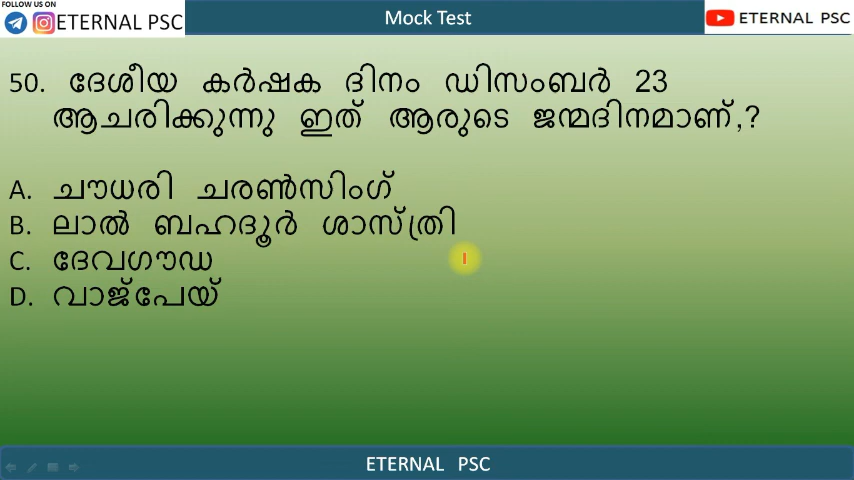 FOLLOW US ON
ETERNAL PSC
Mock Test
ETERNAL PSC
50. ദേശീയ കർഷക ദിനം ഡിസംബർ 23
ആചരിക്കുന്നു ഇത് ആരുടെ ജന്മദിനമാണ്,?
A. ചൗധരി ചരൺസിംഗ്
B. ലാൽ ബഹദൂർ ശാസ്ത്രി
C. ദേവഗൗഡ
D. വാജ്പേയ്
ETERNAL PSC